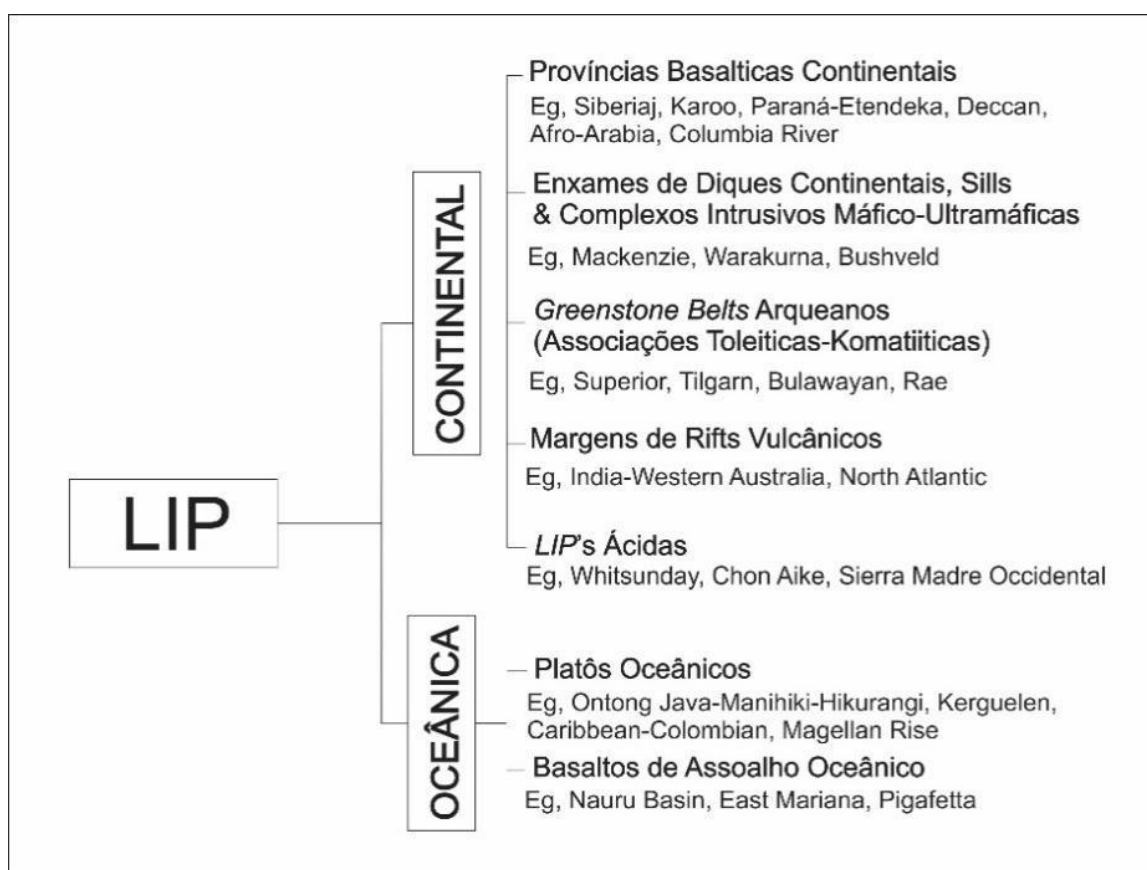 LIP
CONTINENTAL
Províncias Basalticas Continentais
Eg, Siberiaj, Karoo, Paraná-Etendeka, Deccan,
Afro-Arabia, Columbia River
Enxames de Diques Continentais, Sills
& Complexos Intrusivos Máfico-Ultramáficas
Eg, Mackenzie, Warakurna, Bushveld
Greenstone Belts Arqueanos
(Associações Toleiticas-Komatiiticas)
Eg, Superior, Tilgarn, Bulawayan, Rae
Margens de Rifts Vulcânicos
Eg, India-Western Australia, North Atlantic
LIP's Ácidas
Eg, Whitsunday, Chon Aike, Sierra Madre Occidental
OCEÂNICA
Platôs Oceânicos
Eg, Ontong Java-Manihiki-Hikurangi, Kerguelen,
Caribbean-Colombian, Magellan Rise
Basaltos de Assoalho Oceânico
Eg, Nauru Basin, East Mariana, Pigafetta